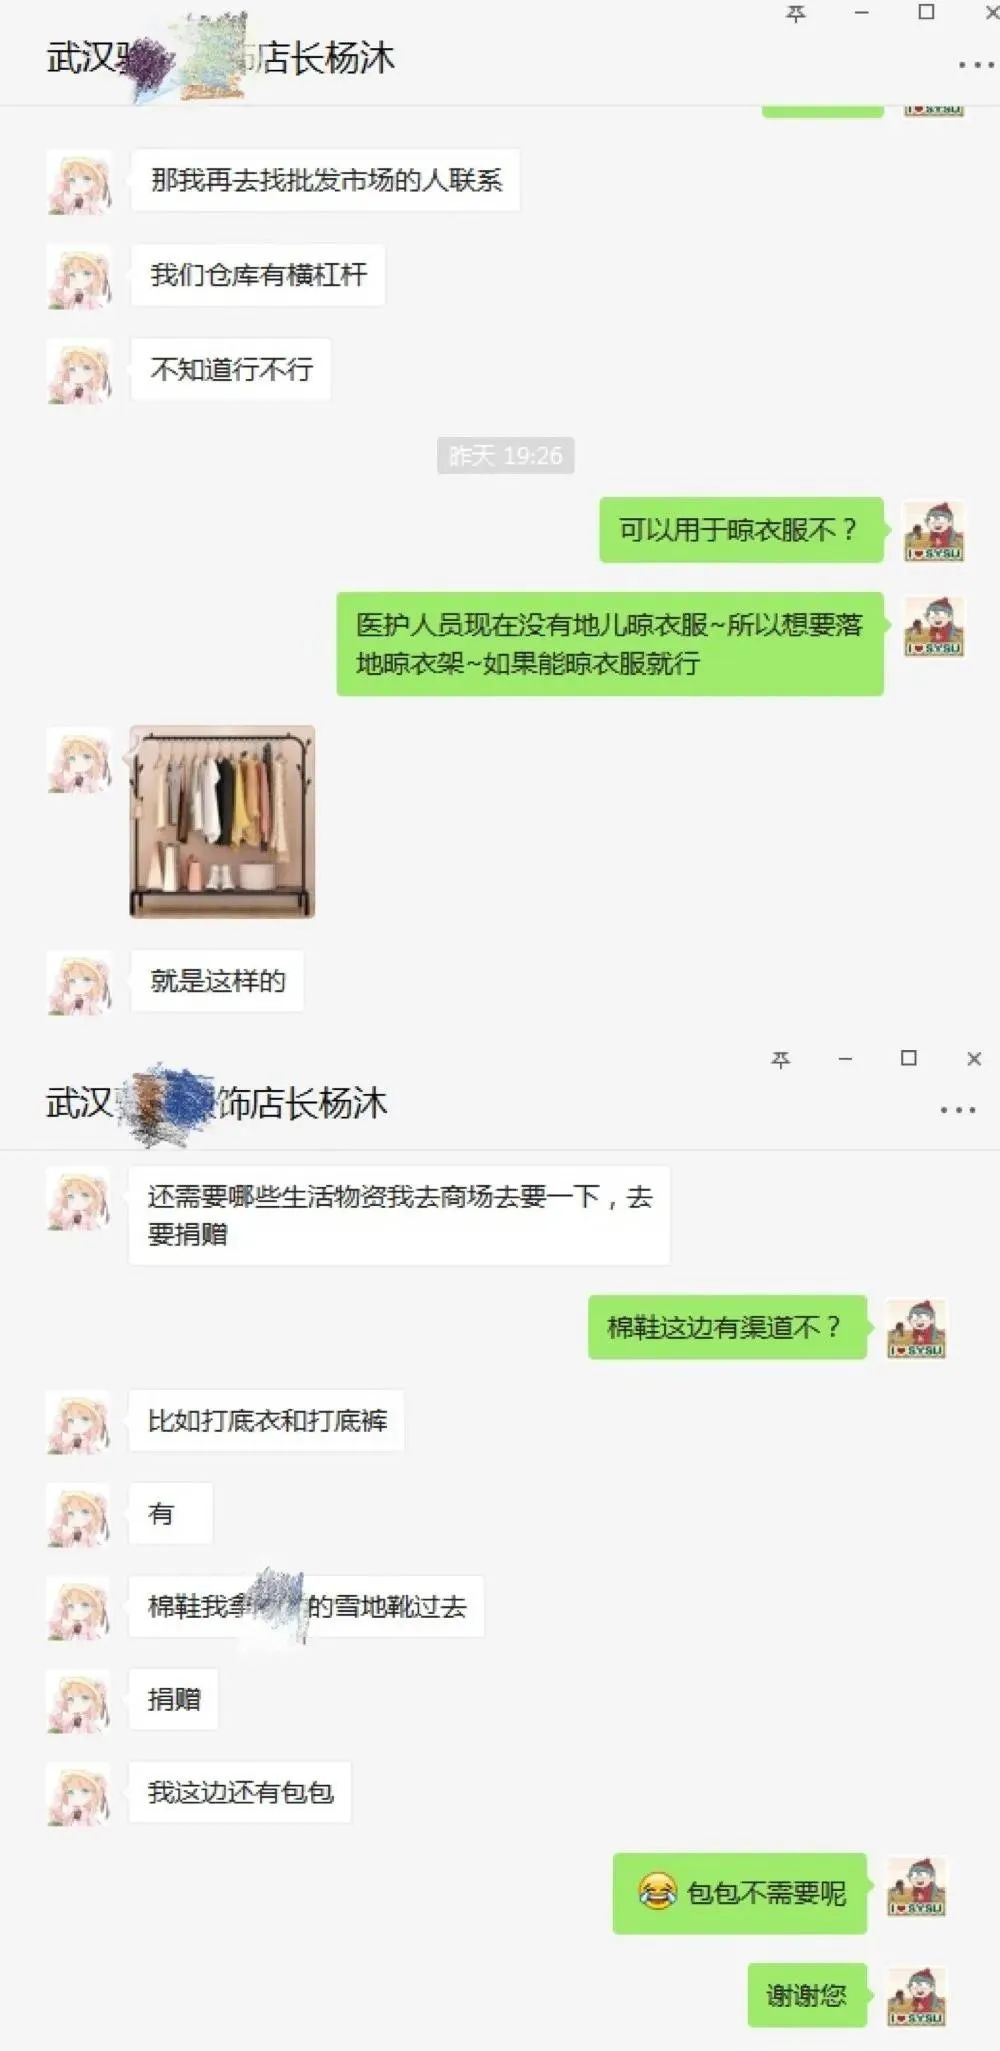 武汉 店长杨沐
I SYSU
那我再去找批发市场的人联系
我们仓库有横杠杆
不知道行不行
昨天 19:26
可以用于晾衣服不？
I SYSU
医护人员现在没有地儿晾衣服~所以想要落
地晾衣架~如果能晾衣服就行
I SYSU
就是这样的
武汉 饰店长杨沐
还需要哪些生活物资我去商场去要一下，去
要捐赠
棉鞋这边有渠道不？
I SYSU
比如打底衣和打底裤
有
棉鞋我拿 的雪地靴过去
捐赠
我这边还有包包
😂 包包不需要呢
I SYSU
谢谢您
I SYSU